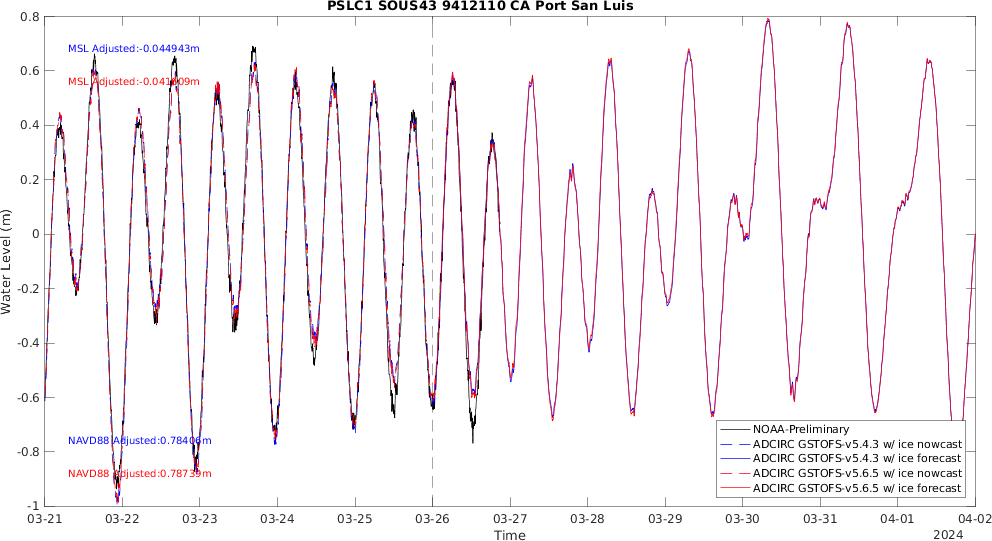 PSLC1 SOUS43 9412110 CA Port San Luis
0.8
MSL Adjusted:-0.044943m
0.6
0.4
0.2
0
-0.2
-0.4
-0.6
-0.8
-1
Water Level (m)
NAVD88 Adjusted:0.78406m
NAVD88 Adjusted:0.78739m
NOAA-Preliminary
ADCIRC GSTOFS-v5.4.3 w/ ice nowcast
ADCIRC GSTOFS-v5.4.3 w/ ice forecast
ADCIRC GSTOFS-v5.6.5 w/ ice nowcast
ADCIRC GSTOFS-v5.6.5 w/ ice forecast
03-21 03-22 03-23 03-24 03-25 03-26 03-27 03-28 03-29 03-30 03-31 04-01 04-02
Time
2024